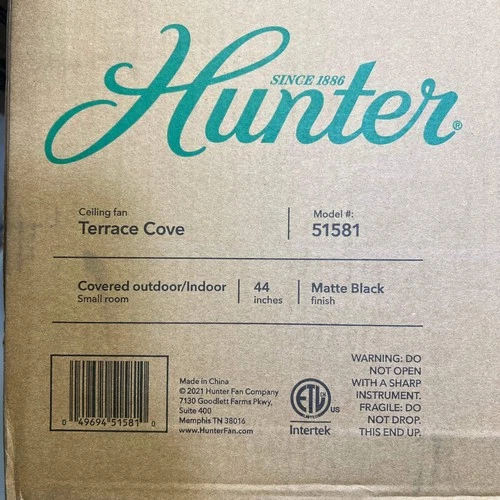 SINCE 1886
Hunter®
Ceiling fan
Terrace Cove
Model #:
51581
Covered outdoor/Indoor
Small room
44
inches
Matte Black
finish
0 49694 51581 0
Made in China
© 2021 Hunter Fan Company
7130 Goodlett Farms Pkwy,
Suite 400
Memphis TN 38016
www.HunterFan.com
ETL
US
Intertek
WARNING: DO
NOT OPEN
WITH A SHARP
INSTRUMENT.
FRAGILE: DO
NOT DROP.
THIS END UP.